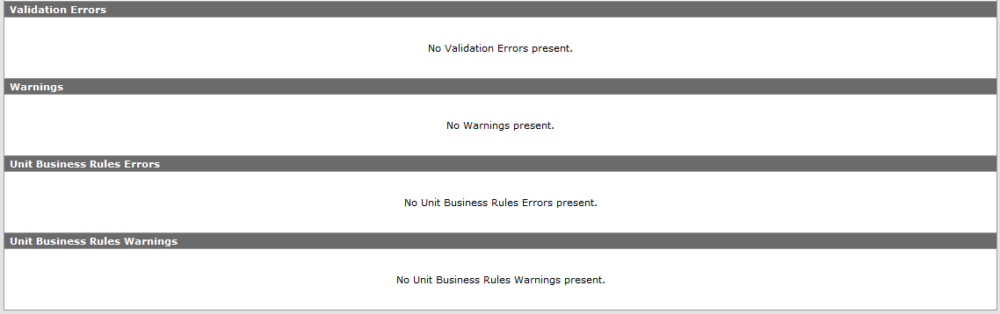 Validation Errors
No Validation Errors present.
Warnings
No Warnings present.
Unit Business Rules Errors
No Unit Business Rules Errors present.
Unit Business Rules Warnings
No Unit Business Rules Warnings present.